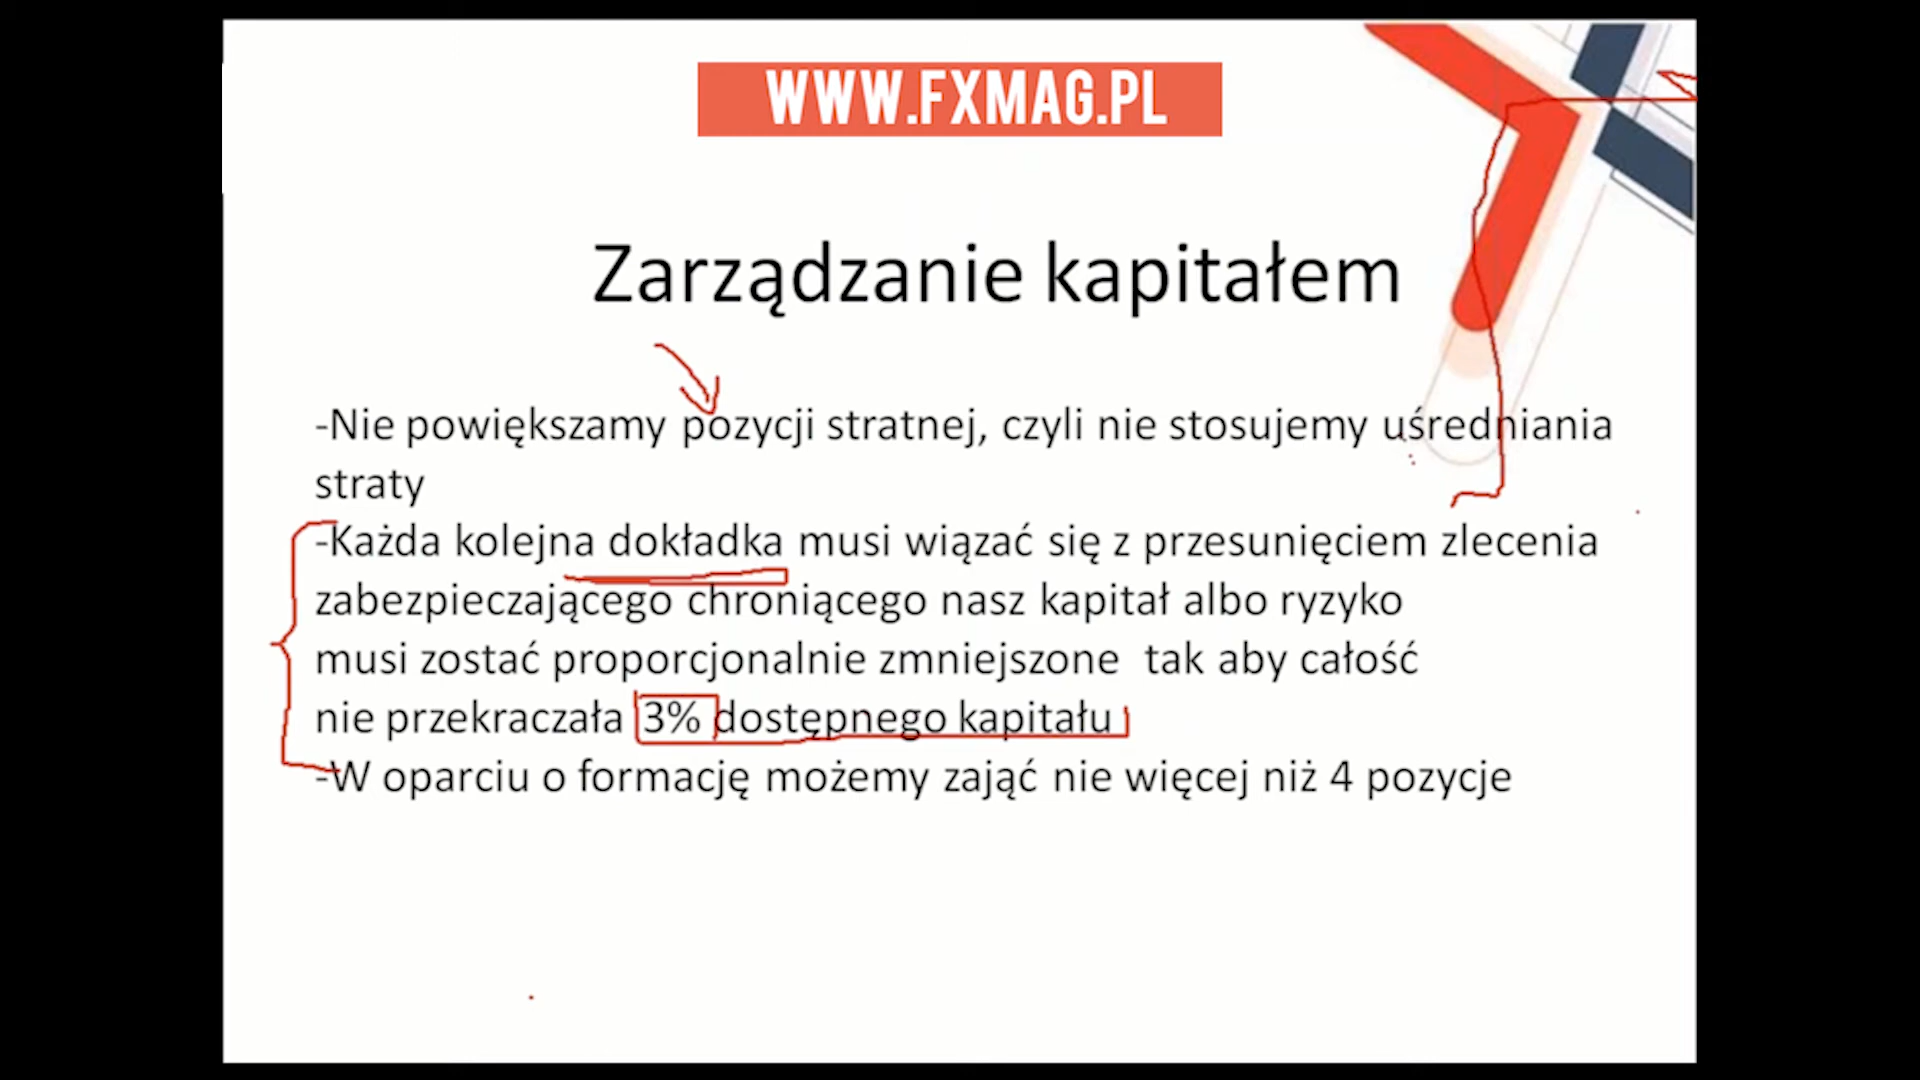 WWW.FXMAG.PL
Zarządzanie kapitałem
-Nie powiększamy pozycji stratnej, czyli nie stosujemy uśredniania
straty
-Każda kolejna dokładka musi wiązać się z przesunięciem zlecenia
zabezpieczającego chroniącego nasz kapitał albo ryzyko
musi zostać proporcjonalnie zmniejszone tak aby całość
nie przekraczała 3% dostępnego kapitału
-W oparciu o formację możemy zająć nie więcej niż 4 pozycje